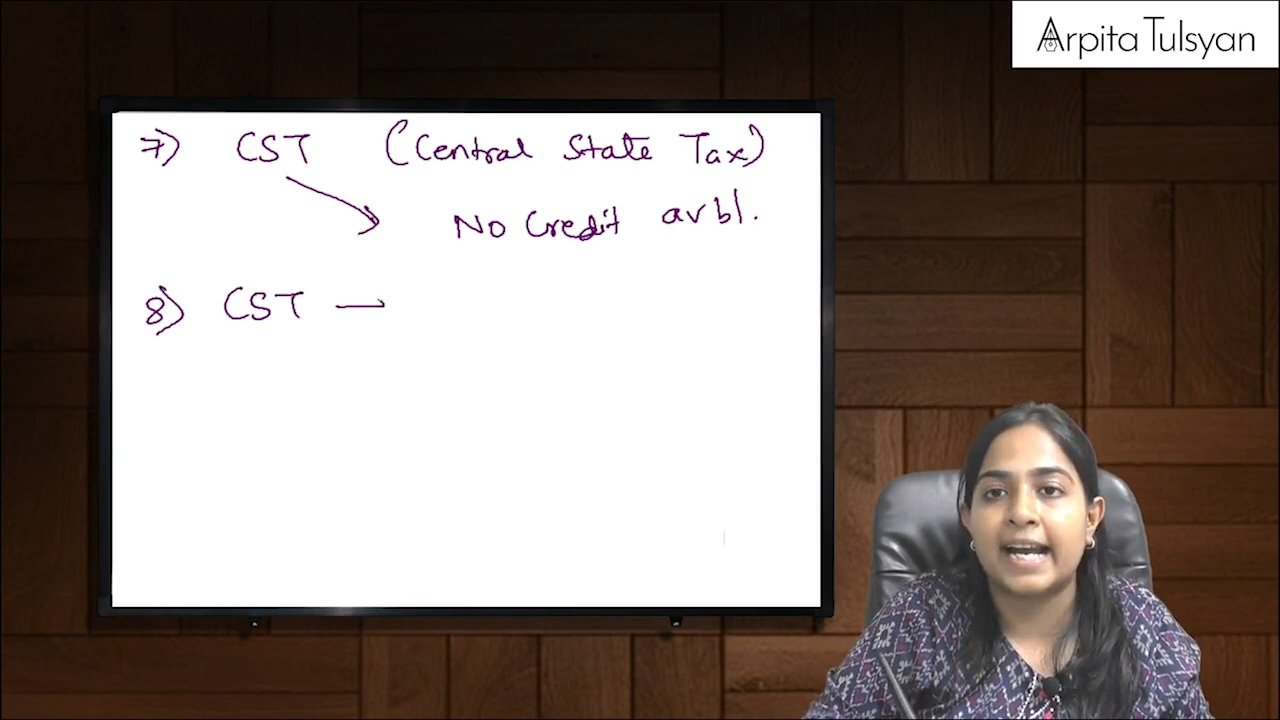 Arpita Tulsyan
7) CST (Central State Tax)
No Credit avbl.
8) CST →